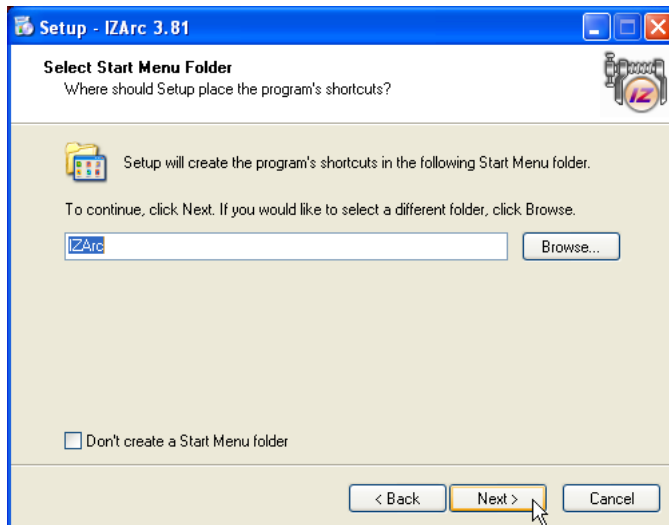 Setup - IZArc 3.81
Select Start Menu Folder
Where should Setup place the program's shortcuts?
IZ
Setup will create the program's shortcuts in the following Start Menu folder.
To continue, click Next. If you would like to select a different folder, click Browse.
IZArc
Browse...
Don't create a Start Menu folder
< Back
Next >
Cancel